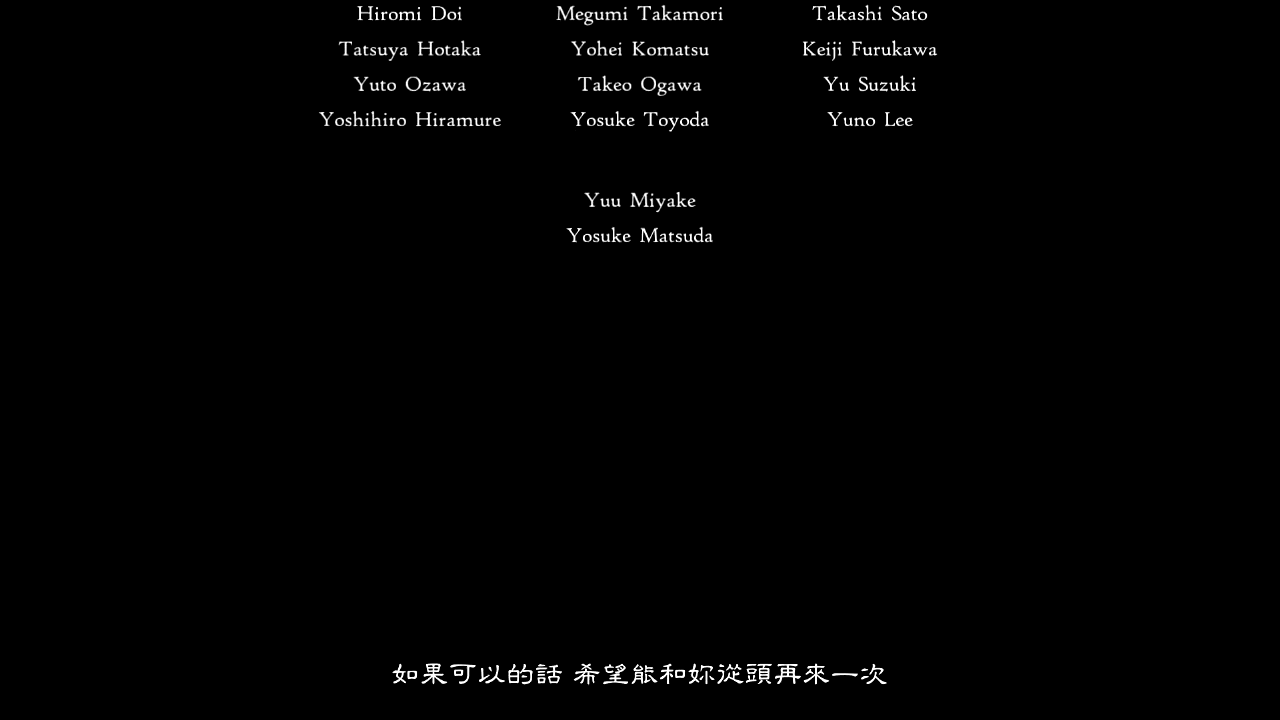 Hiromi Doi Megumi Takamori Takashi Sato
Tatsuya Hotaka Yohei Komatsu Keiji Furukawa
Yuto Ozawa Takeo Ogawa Yu Suzuki
Yoshihiro Hiramure Yosuke Toyoda Yuno Lee
Yuu Miyake
Yosuke Matsuda
如果可以的話 希望能和妳從頭再來一次